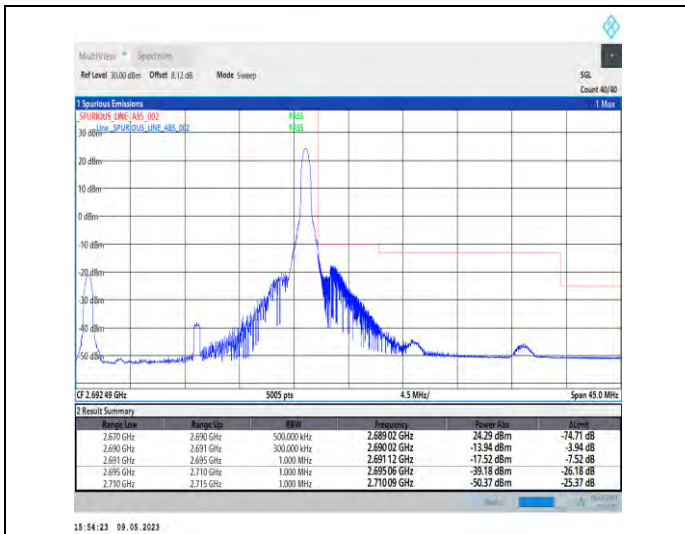 MultiView Spectrum
Ref Level 30.00 dBm Offset 8.12 dB Mode Sweep SGL
Count 40/40
1 Spurious Emissions 1 Max
_SPURIOUS_LINE_ABS_002 PASS
Line _SPURIOUS_LINE_ABS_002 PASS
30 dBm
20 dBm
10 dBm
0 dBm
-10 dBm
-20 dBm
-30 dBm
-40 dBm
-50 dBm
CF 2.692 49 GHz 5005 pts 4.5 MHz/ Span 45.0 MHz
2 Result Summary
Range Low Range Up RBW Frequency Power Abs ΔLimit
2.670 GHz 2.690 GHz 500.000 kHz 2.689 02 GHz 24.29 dBm -74.71 dB
2.690 GHz 2.691 GHz 300.000 kHz 2.690 02 GHz -13.94 dBm -3.94 dB
2.691 GHz 2.695 GHz 1.000 MHz 2.691 12 GHz -17.52 dBm -7.52 dB
2.695 GHz 2.710 GHz 1.000 MHz 2.695 06 GHz -39.18 dBm -26.18 dB
2.710 GHz 2.715 GHz 1.000 MHz 2.710 09 GHz -50.37 dBm -25.37 dB
15:54:23 09.05.2023